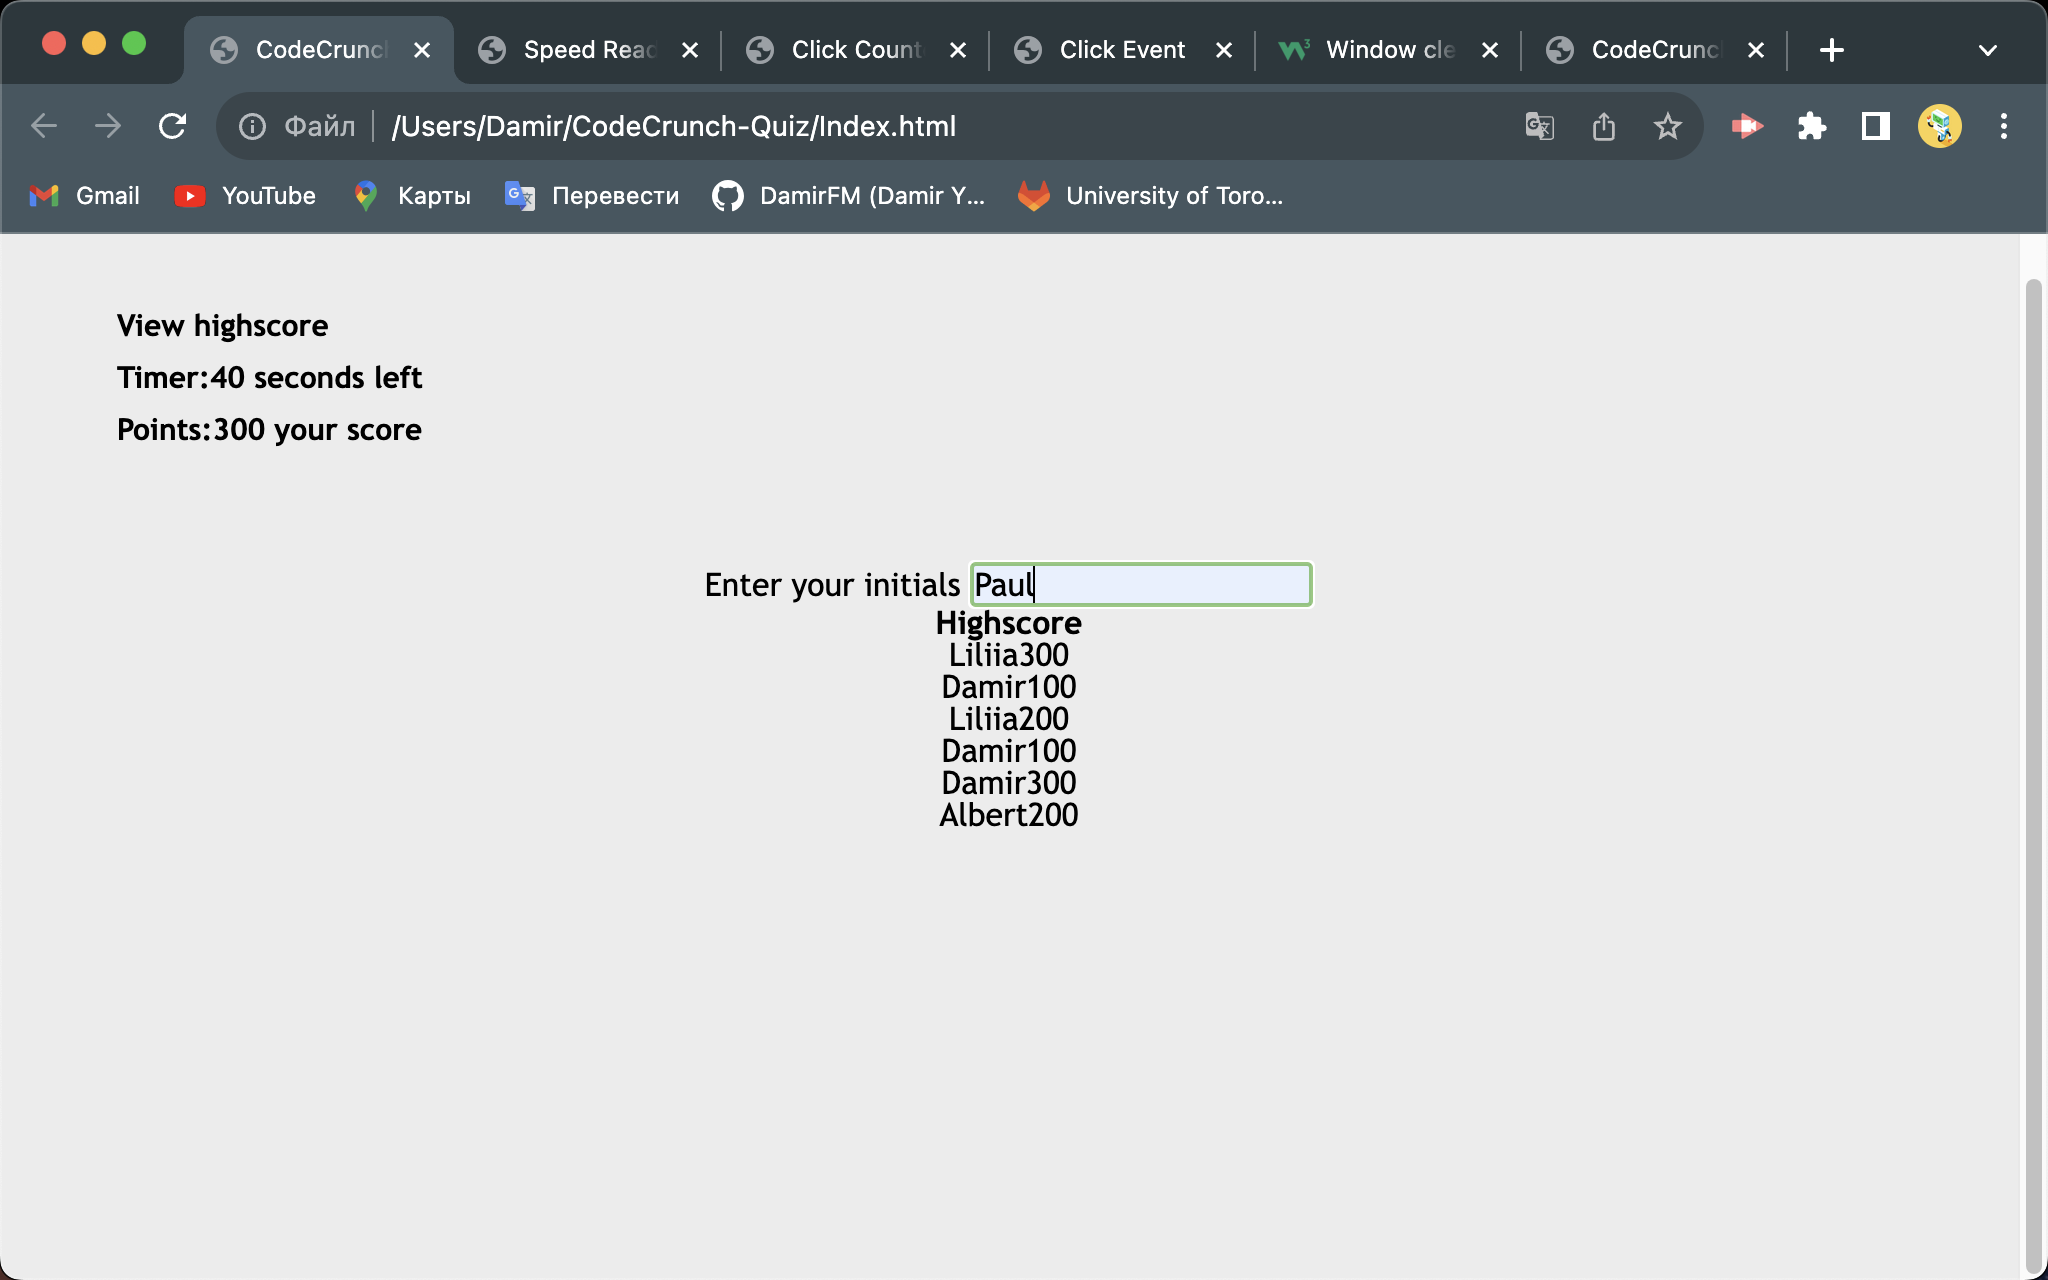 CodeCrunc
Speed Read
Click Count
Click Event
Window cle
CodeCrunc
Файл
/Users/Damir/CodeCrunch-Quiz/Index.html
Gmail
YouTube
Карты
Перевести
DamirFM (Damir Y...
University of Toro...
View highscore
Timer:40 seconds left
Points:300 your score
Enter your initials Paul
Highscore
Liliia300
Damir100
Liliia200
Damir100
Damir300
Albert200